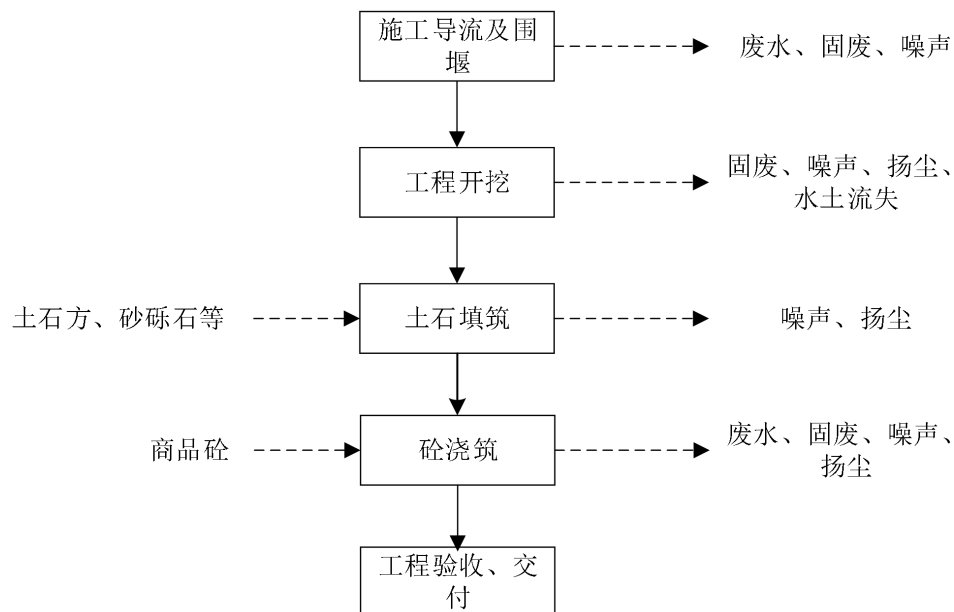 施工导流及围
堰
废水、固废、噪声
工程开挖
固废、噪声、扬尘、
水土流失
土石方、砂砾石等
土石填筑
噪声、扬尘
商品砼
砼浇筑
废水、固废、噪声、
扬尘
工程验收、交
付